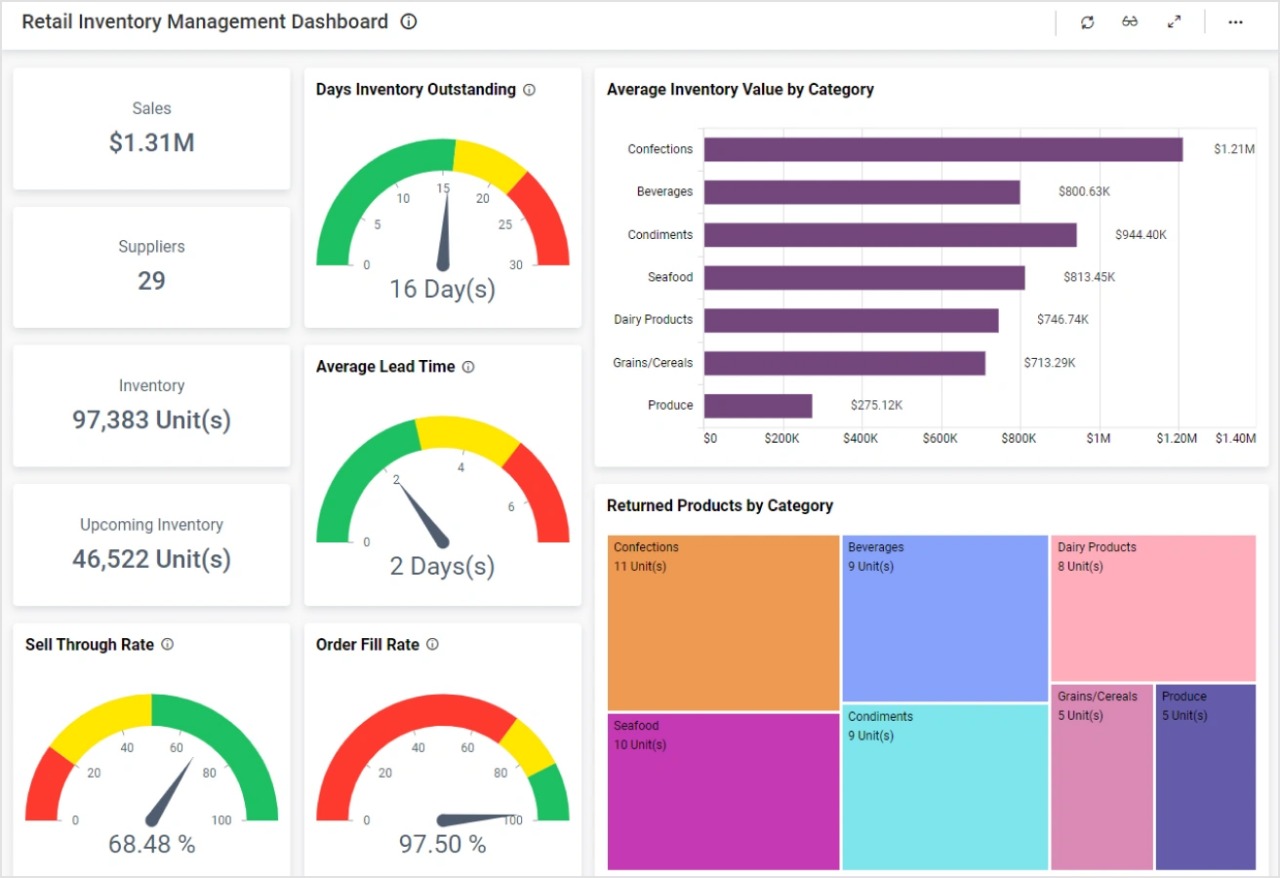 Retail Inventory Management Dashboard
Sales
$1.31M
Suppliers
29
Inventory
97,383 Unit(s)
Upcoming Inventory
46,522 Unit(s)
Sell Through Rate
0
20
40
60
80
100
68.48 %
Days Inventory Outstanding
0
5
10
15
20
25
30
16 Day(s)
Average Lead Time
0
2
4
6
2 Days(s)
Order Fill Rate
0
20
40
60
80
100
97.50 %
Average Inventory Value by Category
Confections $1.21M
Beverages $800.63K
Condiments $944.40K
Seafood $813.45K
Dairy Products $746.74K
Grains/Cereals $713.29K
Produce $275.12K
$0 $200K $400K $600K $800K $1M $1.20M $1.40M
Returned Products by Category
Confections
11 Unit(s)
Seafood
10 Unit(s)
Beverages
9 Unit(s)
Condiments
9 Unit(s)
Dairy Products
8 Unit(s)
Grains/Cereals
5 Unit(s)
Produce
5 Unit(s)